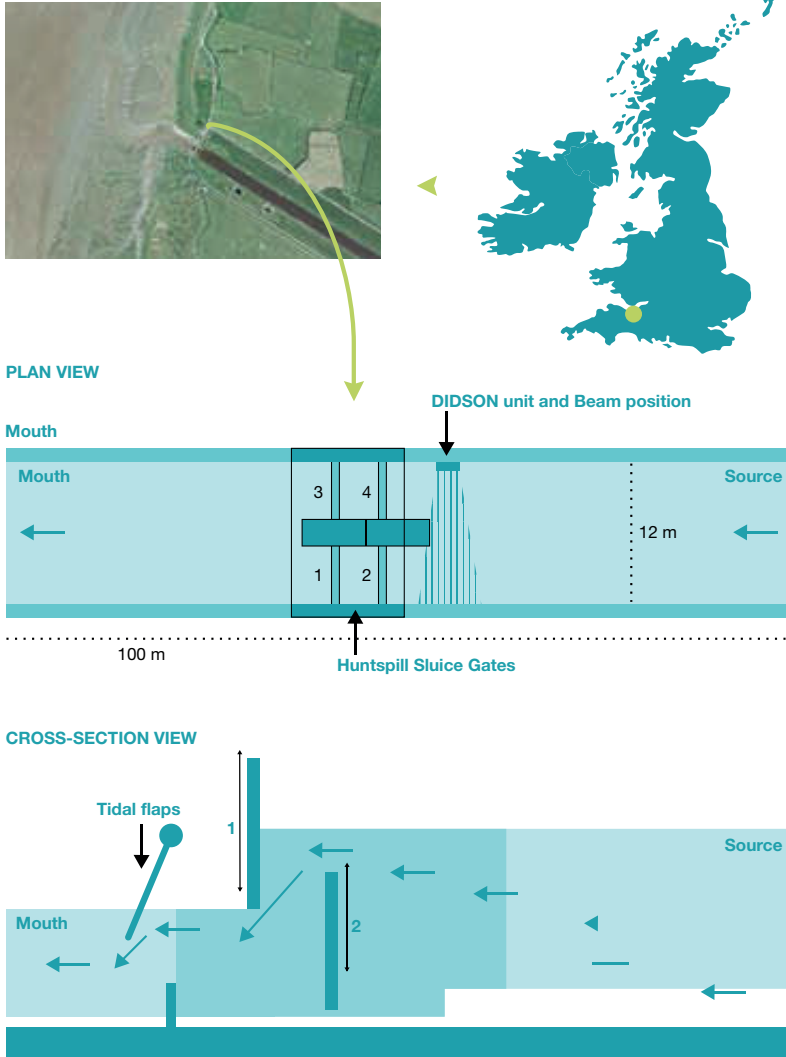 PLAN VIEW
DIDSON unit and Beam position
Mouth
Mouth
3
4
Source
12 m
1
2
100 m
Huntspill Sluice Gates
CROSS-SECTION VIEW
Tidal flaps
1
Source
Mouth
2